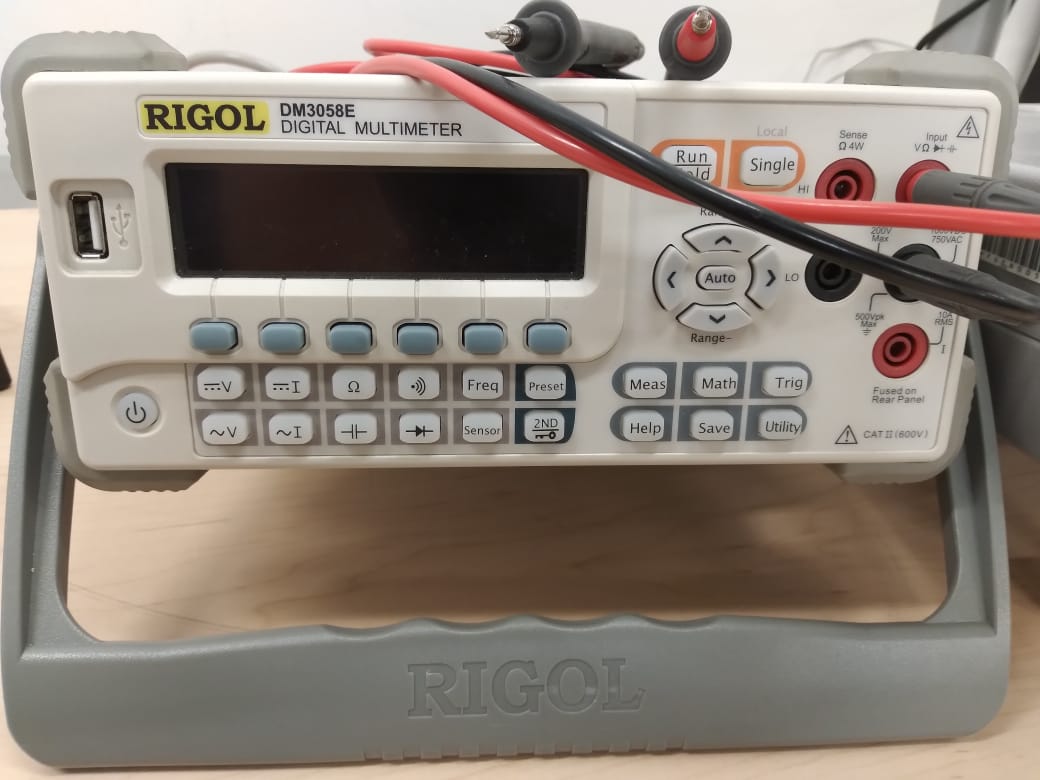 RIGOL DM3058E
DIGITAL MULTIMETER
Local
Run
Single
Sense
Ω 4W
Input
VΩ
HI
200V
Max
750VAC
LO
Auto
Range-
500Vpk
Max
10A
RMS
I
Fused on
Rear Panel
CAT II (600V)
V
I
Ω
Freq
Preset
V
I
Sensor
2ND
Meas
Math
Trig
Help
Save
Utility
RIGOL